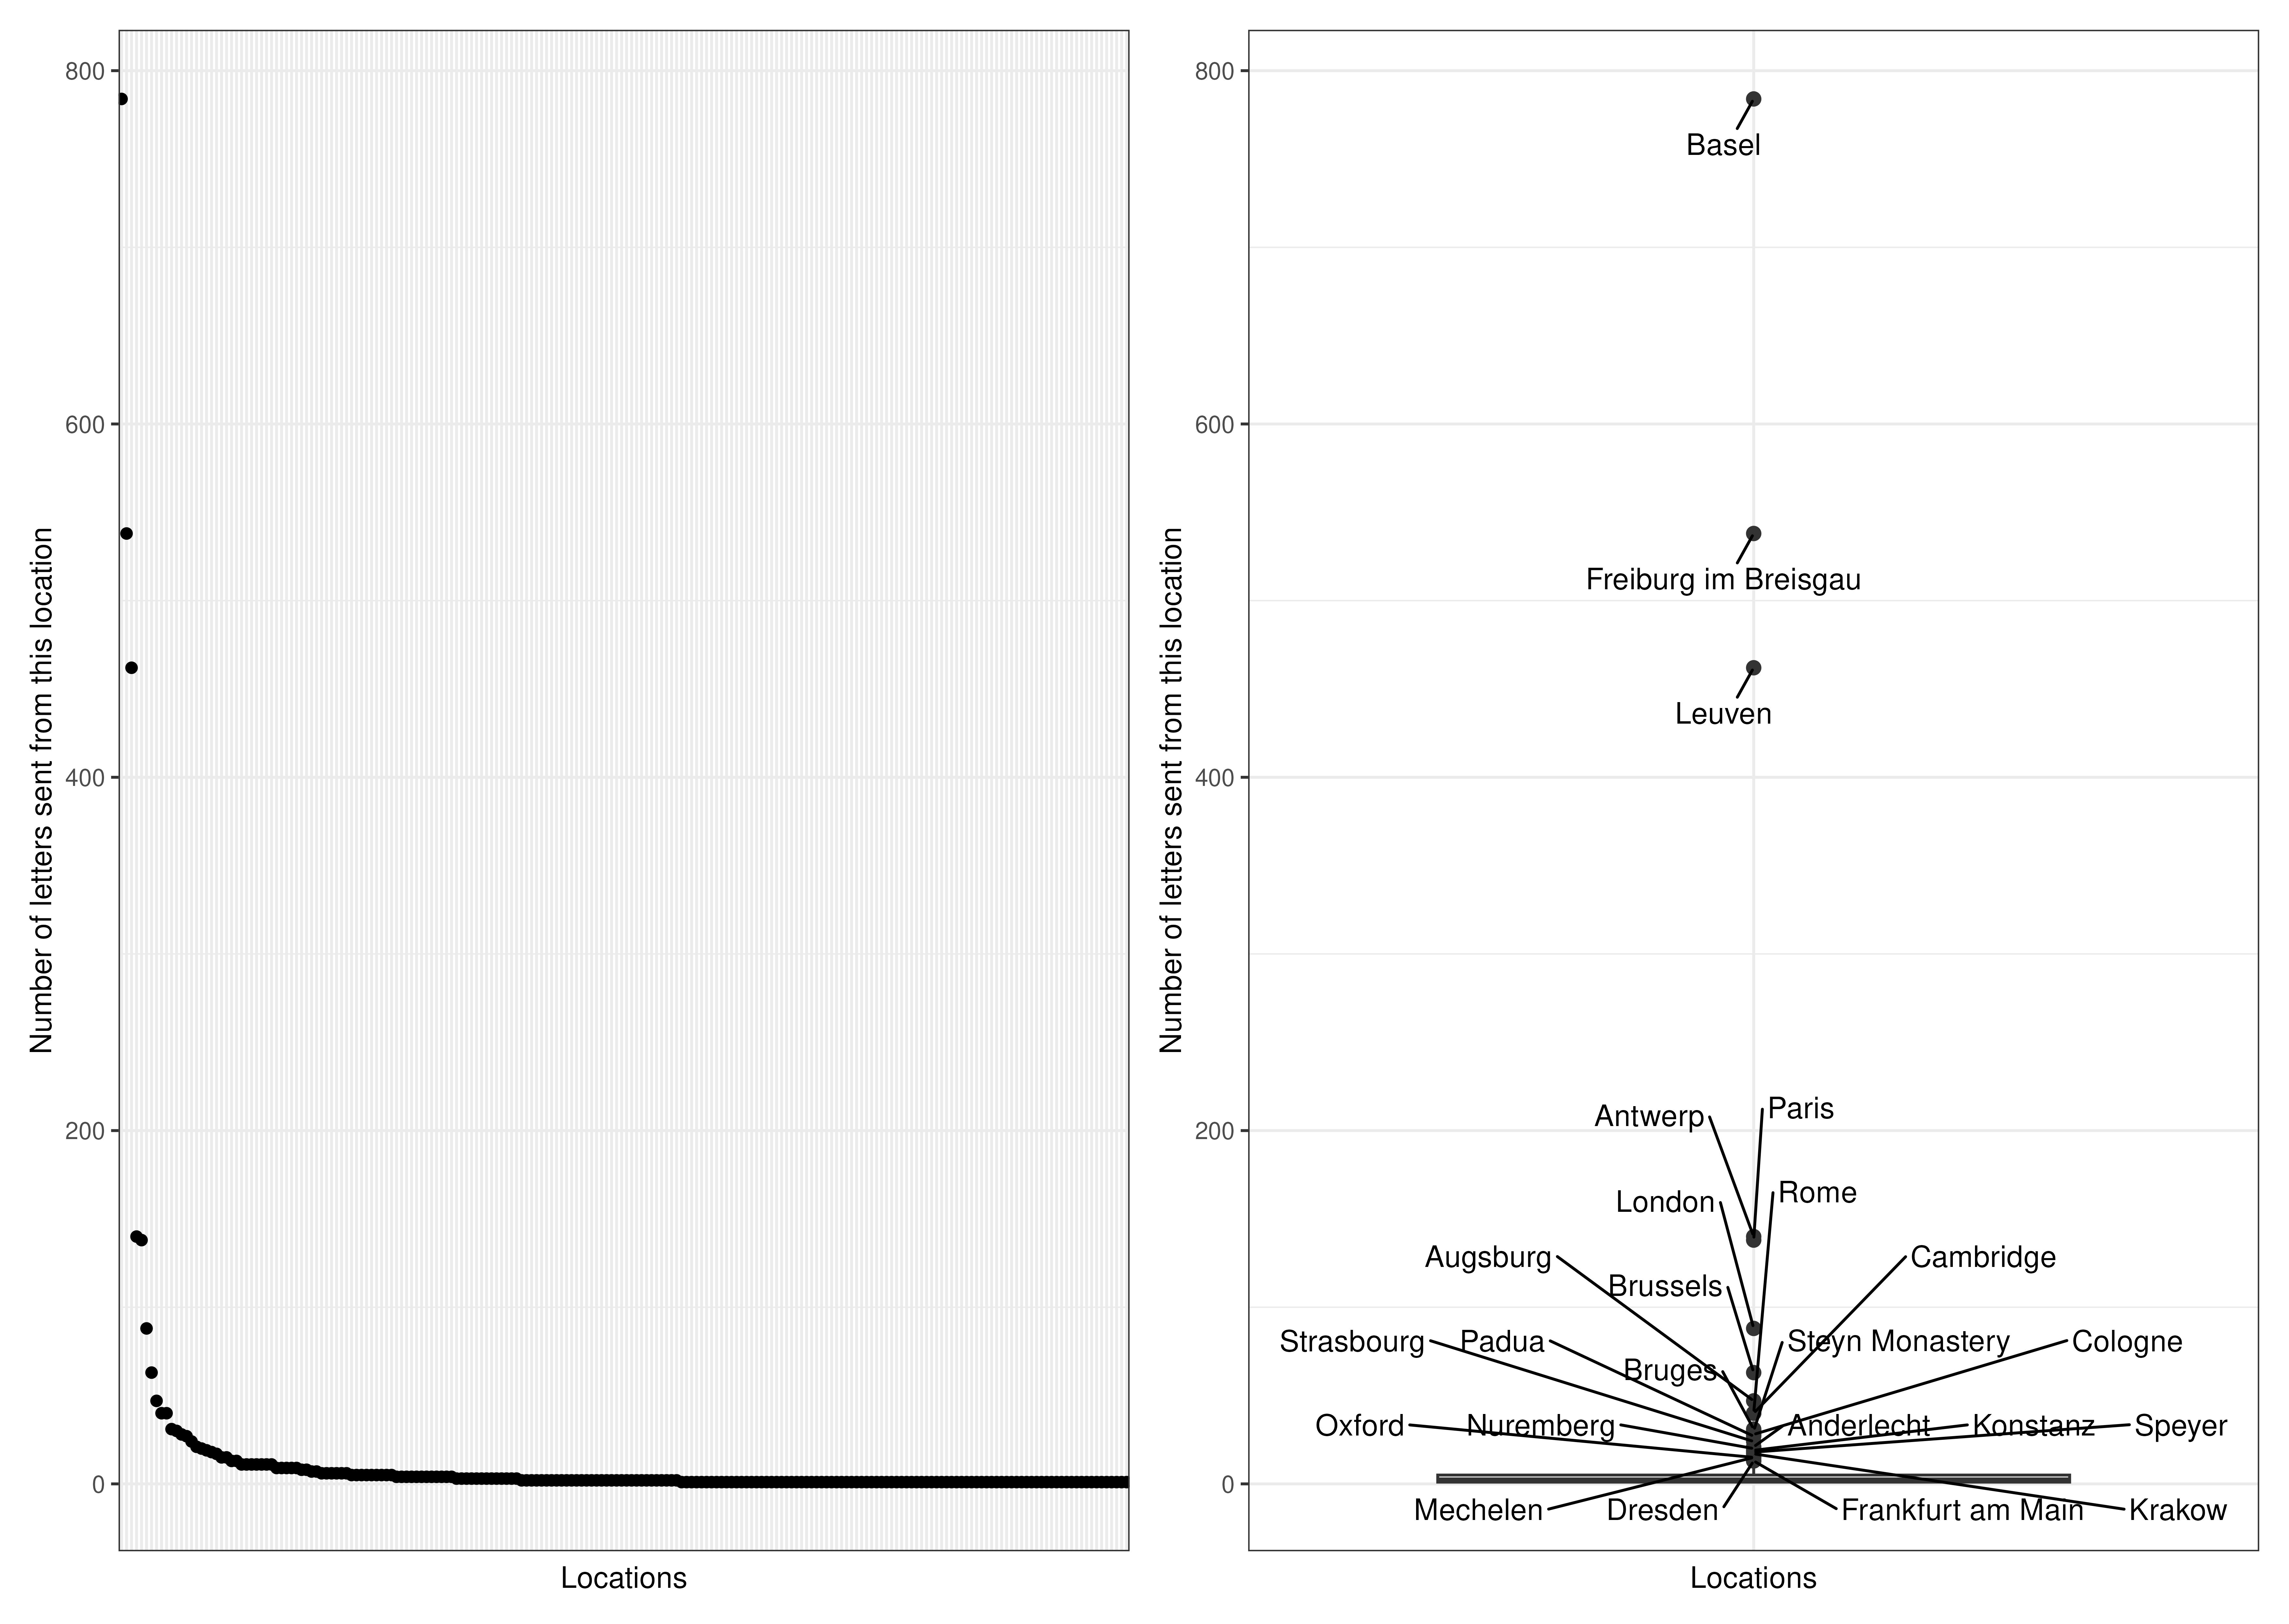 800
600
400
200
0
Number of letters sent from this location
Locations
800
600
400
200
0
Number of letters sent from this location
Basel
Freiburg im Breisgau
Leuven
Paris
Antwerp
Rome
London
Augsburg
Cambridge
Brussels
Strasbourg
Padua
Steyn Monastery
Cologne
Bruges
Oxford
Nuremberg
Anderlecht
Konstanz
Speyer
Mechelen
Dresden
Frankfurt am Main
Krakow
Locations